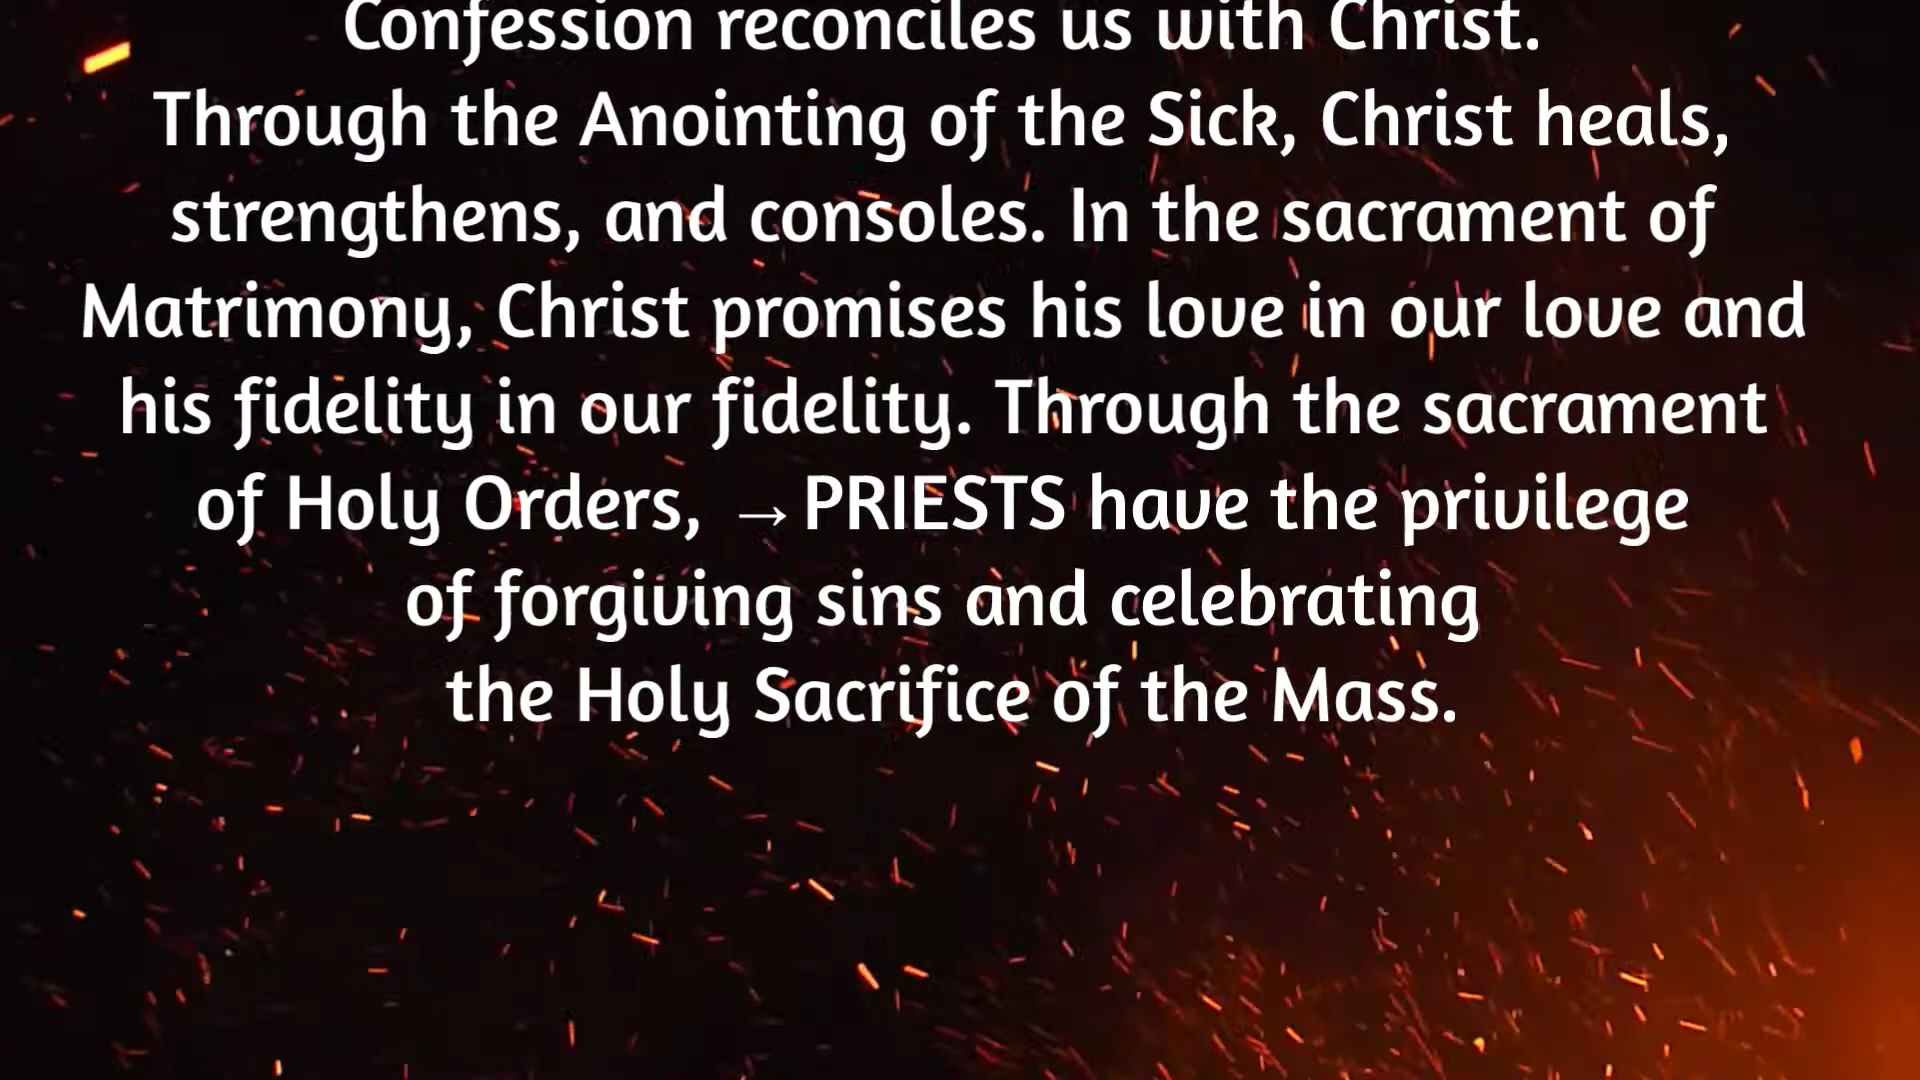 Confession reconciles us with Christ.
Through the Anointing of the Sick, Christ heals,
strengthens, and consoles. In the sacrament of
Matrimony, Christ promises his love in our love and
his fidelity in our fidelity. Through the sacrament
of Holy Orders, →PRIESTS have the privilege
of forgiving sins and celebrating
the Holy Sacrifice of the Mass.